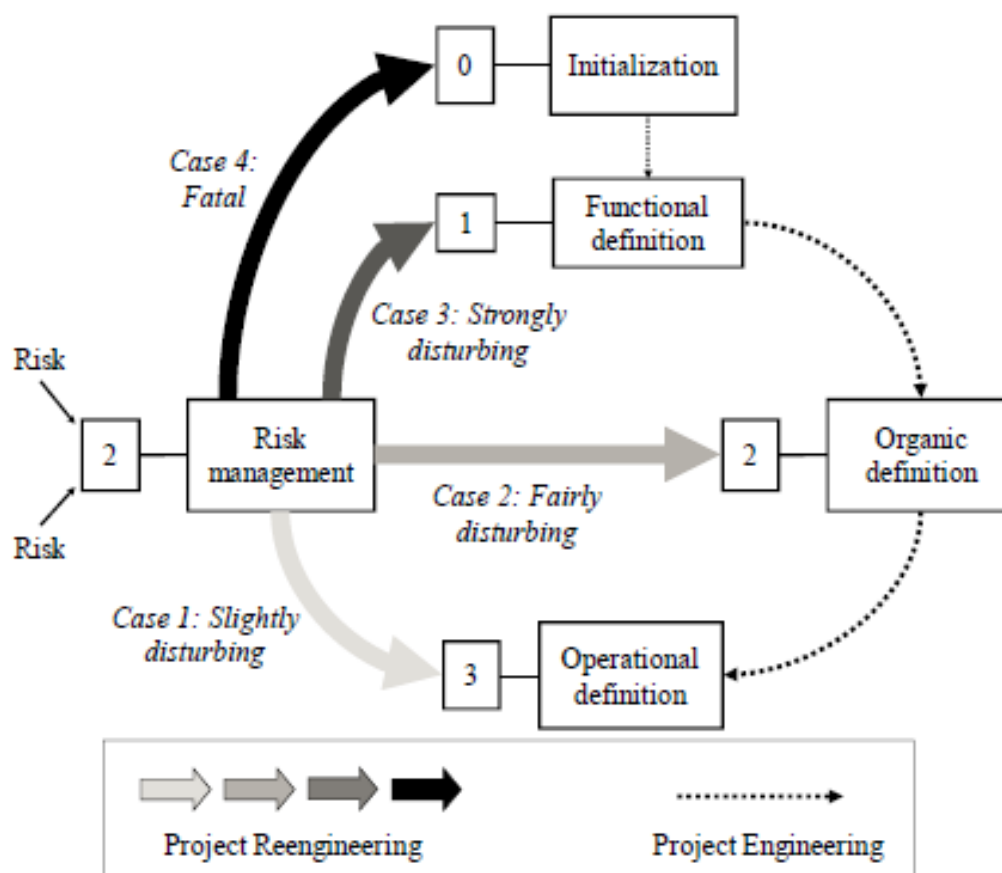 0
Initialization
Case 4:
Fatal
1
Functional
definition
Case 3: Strongly
disturbing
Risk
2
Risk
management
2
Organic
definition
Case 2: Fairly
disturbing
Risk
Case 1: Slightly
disturbing
3
Operational
definition
Project Reengineering
Project Engineering